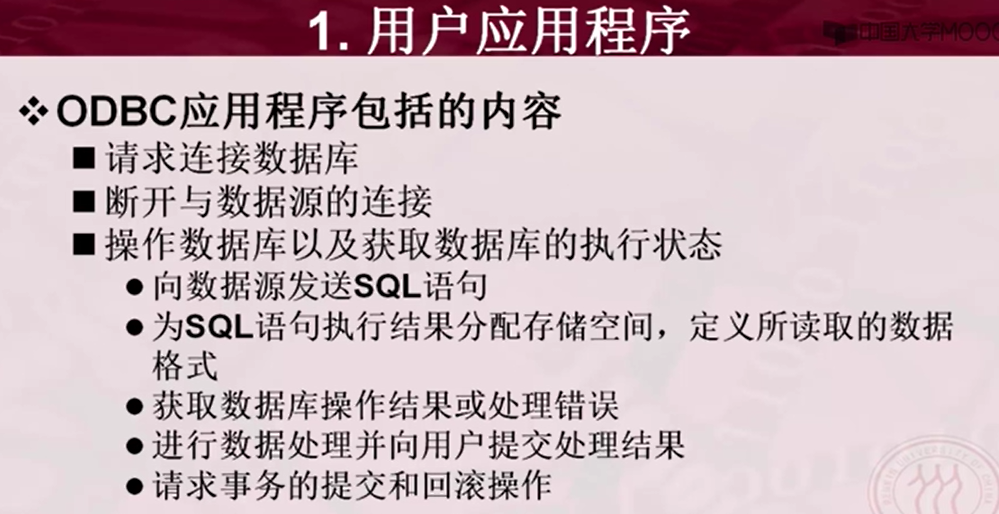 1. 用户应用程序
中国大学MOOC
❖ODBC应用程序包括的内容
■请求连接数据库
■断开与数据源的连接
■操作数据库以及获取数据库的执行状态
●向数据源发送SQL语句
●为SQL语句执行结果分配存储空间，定义所读取的数据
格式
●获取数据库操作结果或处理错误
●进行数据处理并向用户提交处理结果
●请求事务的提交和回滚操作